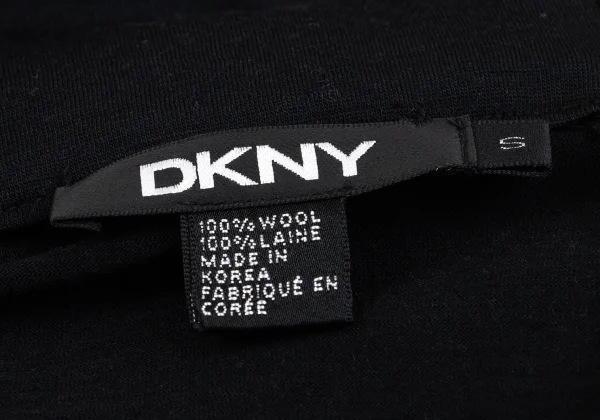 DKNY
S
100% WOOL
100% LAINE
MADE IN
KOREA
FABRIQUÉ EN
CORÉE